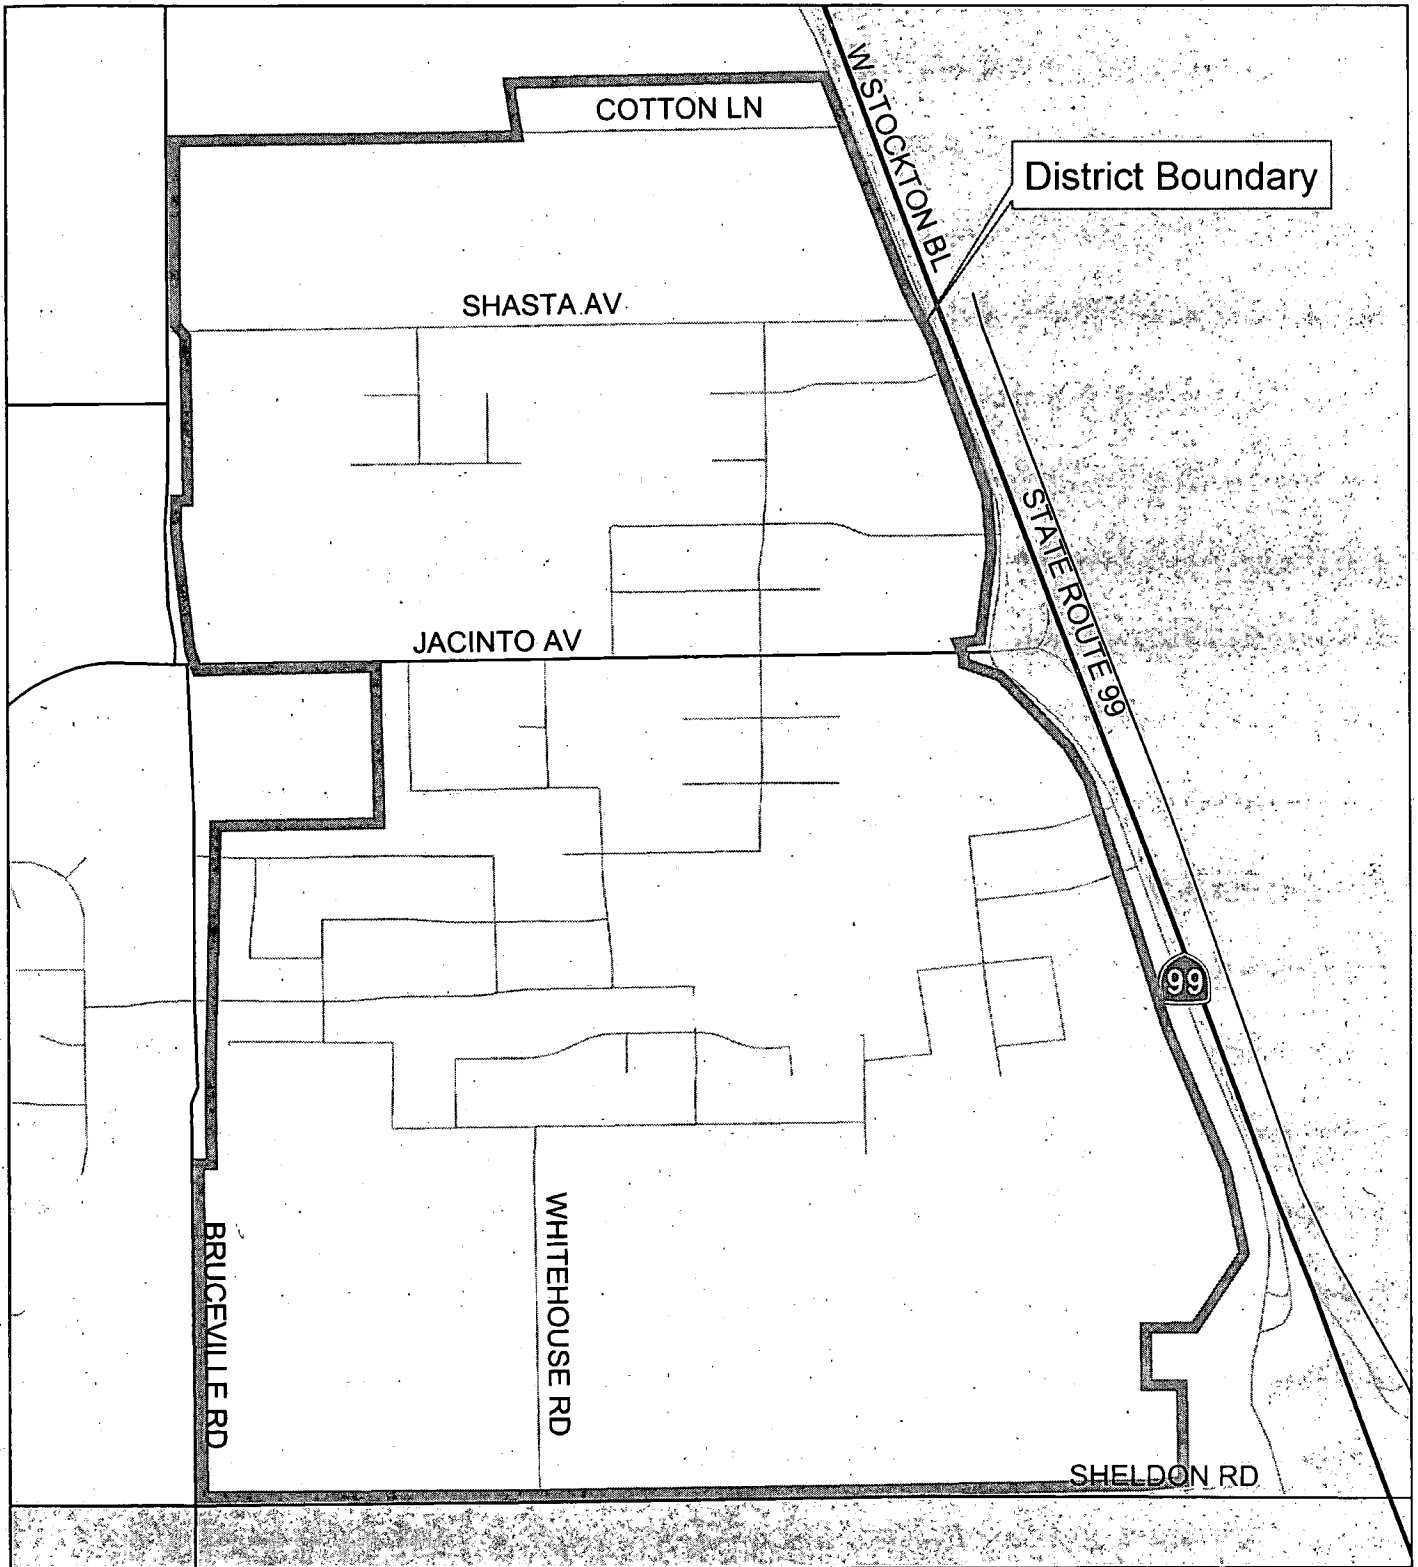 COTTON LN
W STOCKTON BL
District Boundary
SHASTA AV
STATE ROUTE 99
JACINTO AV
99
BRUCEVILLE RD
WHITEHOUSE RD
SHELDON RD